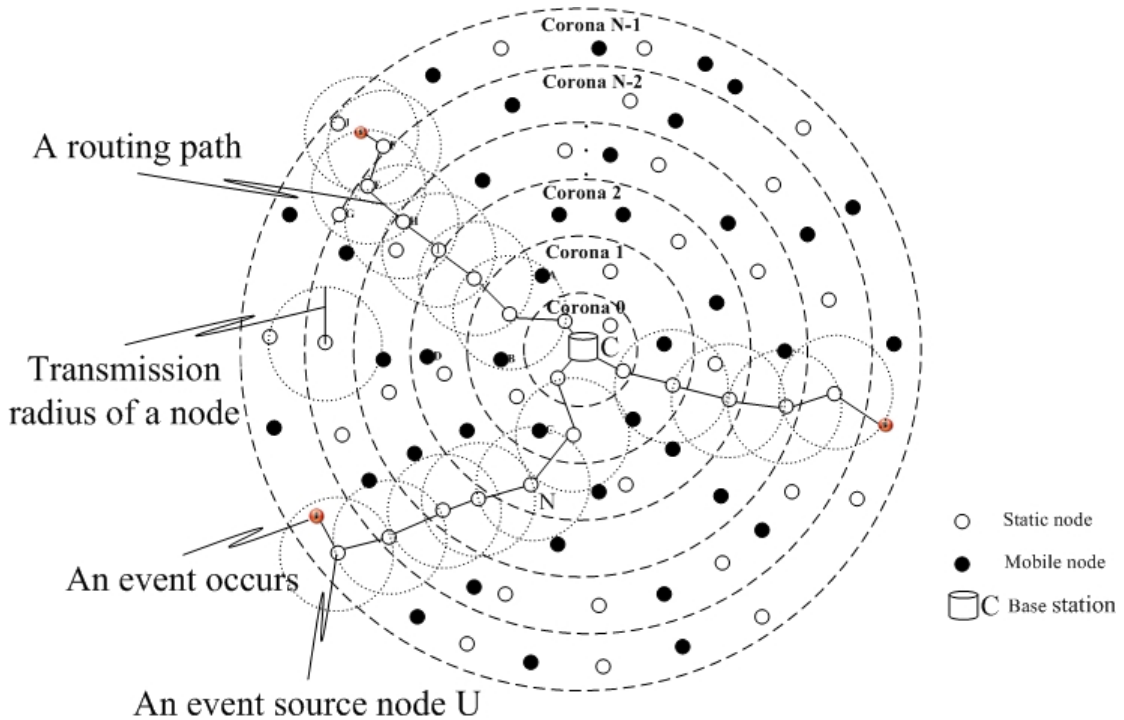 Corona N-1
Corona N-2
A routing path
Corona 2
Corona 1
Corona 0
C
Transmission
radius of a node
N
An event occurs
An event source node U
Static node
Mobile node
C Base station
J
F
G
H
A
D
B